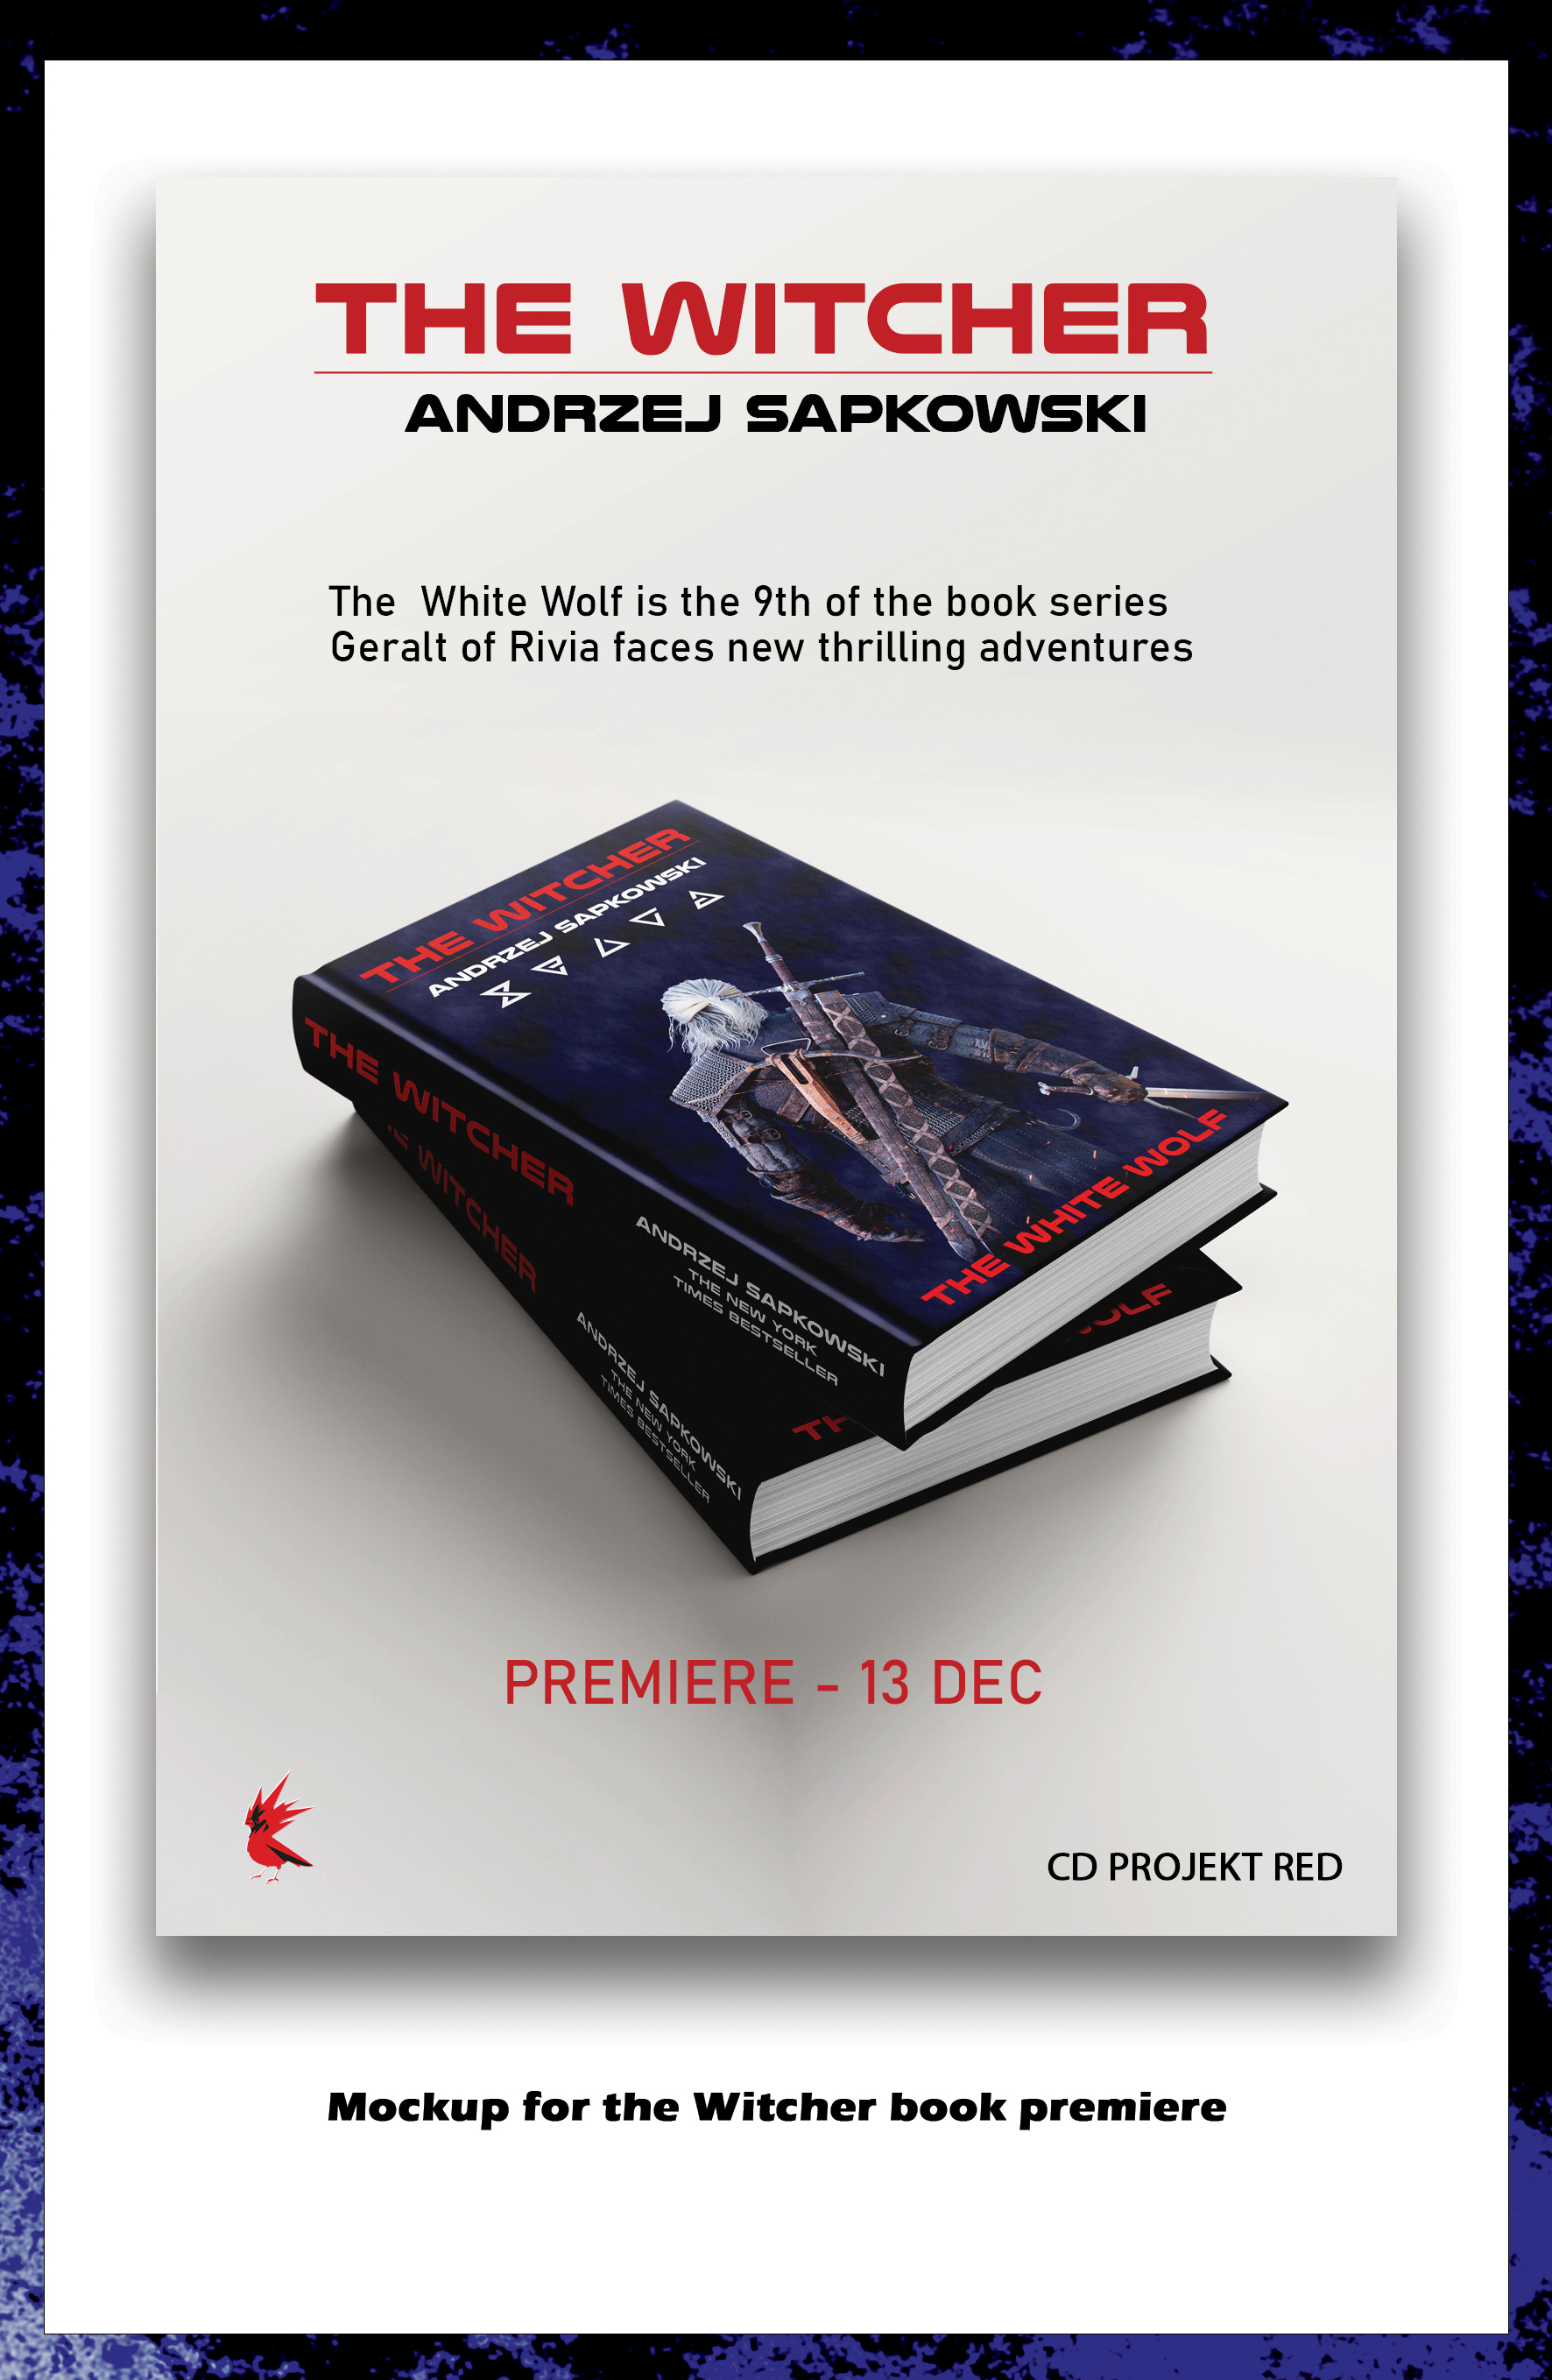 THE WITCHER
ANDRZEJ SAPKOWSKI
The White Wolf is the 9th of the book series
Geralt of Rivia faces new thrilling adventures
THE WITCHER
ANDRZEJ SAPKOWSKI
THE WHITE WOLF
THE WITCHER
ANDRZEJ SAPKOWSKI
THE NEW YORK
TIMES BESTSELLER
WITCHER
ANDRZEJ SAPKOWSKI
THE NEW YORK
TIMES BESTSELLER
PREMIERE - 13 DEC
CD PROJEKT RED
Mockup for the Witcher book premiere